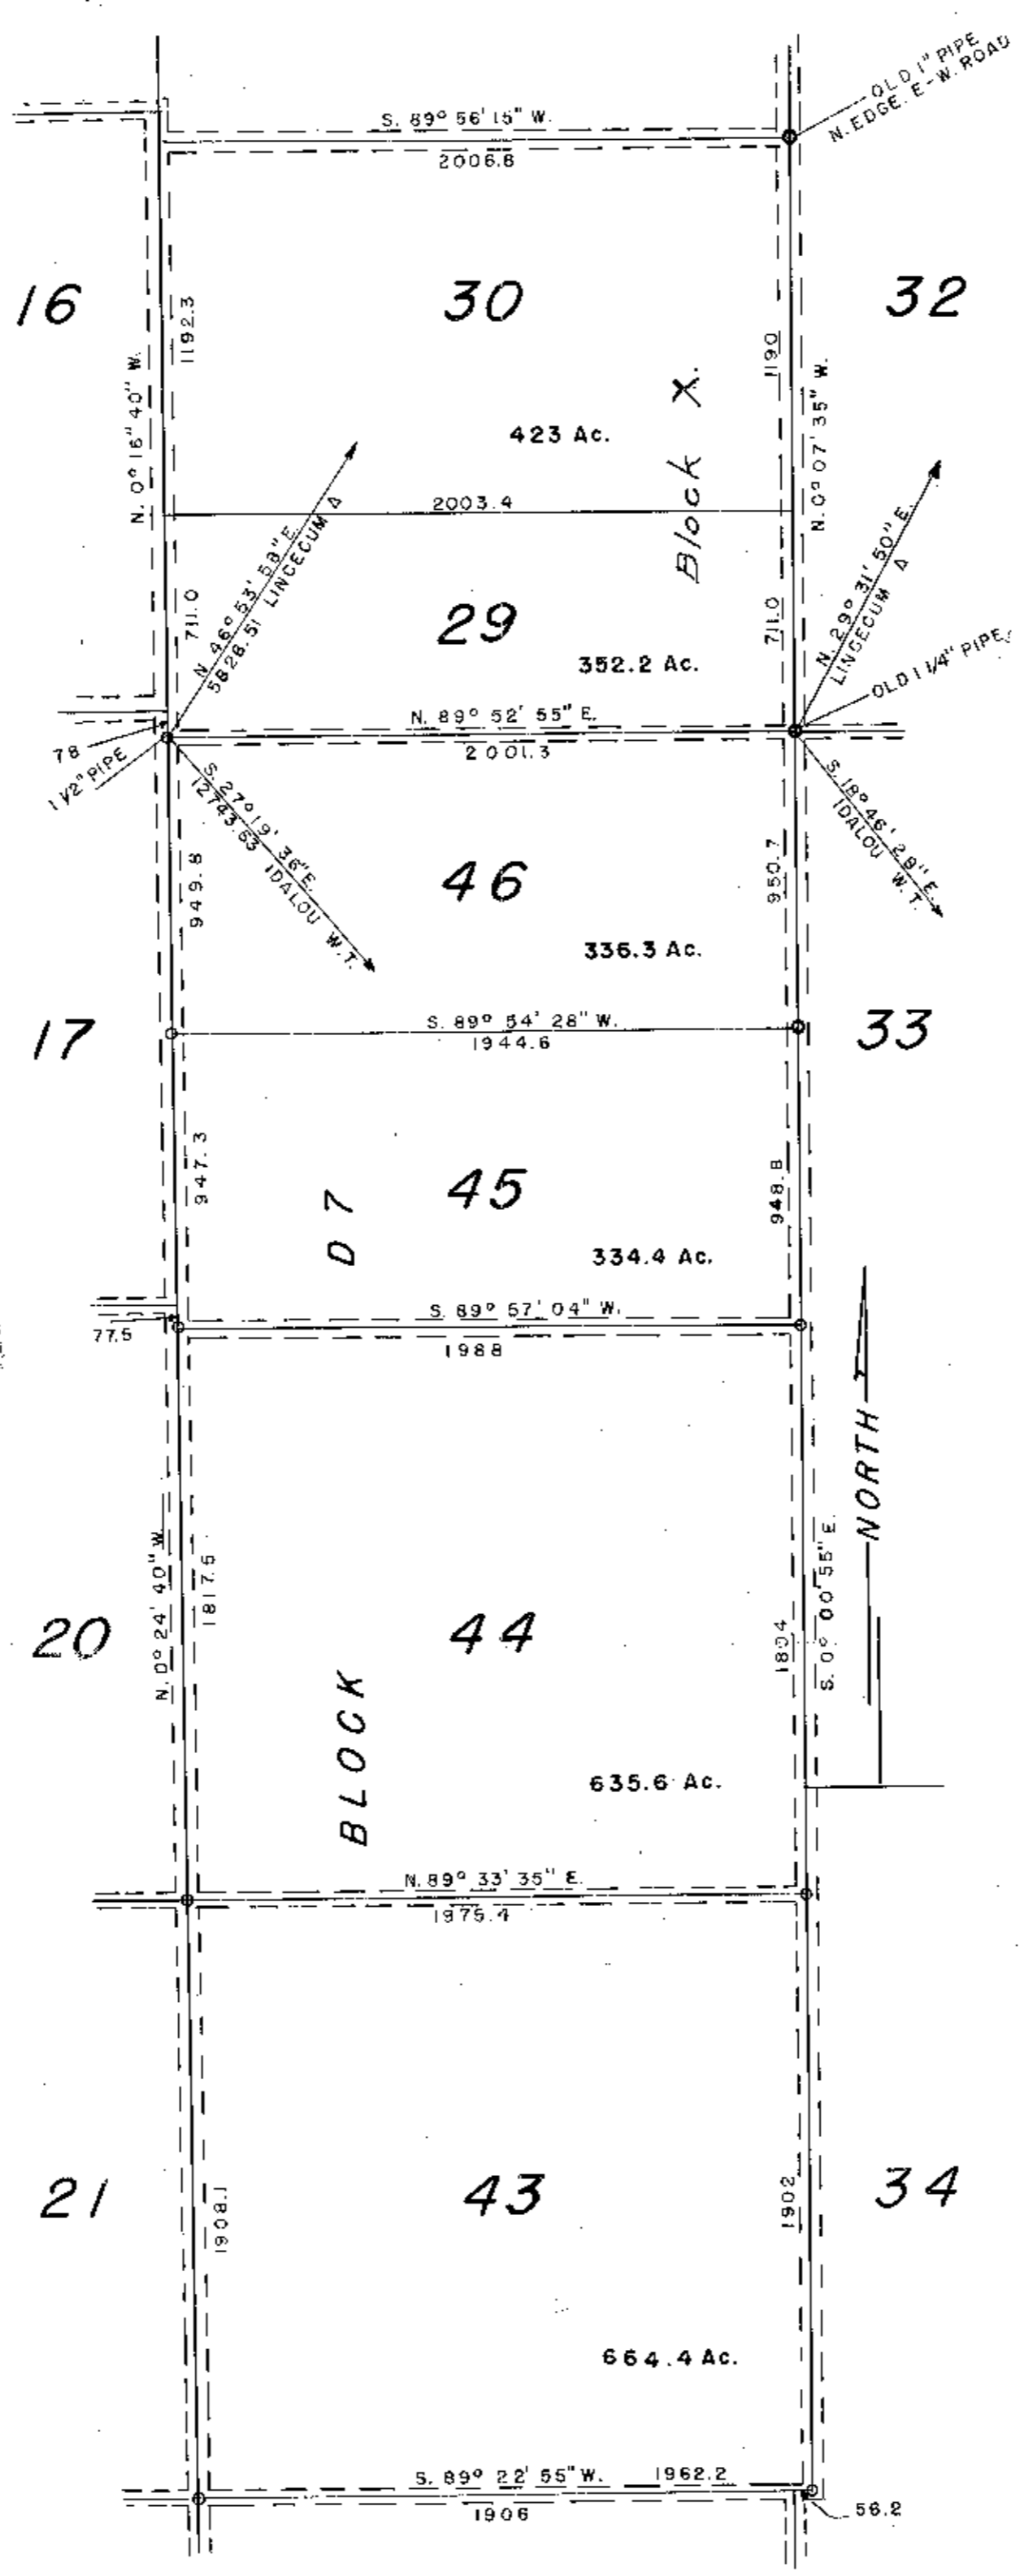 OLD 1" PIPE
N. EDGE. E-W. ROAD
S. 89° 56' 15" W.
2006.8
16
30
32
1192.3
1190
N. 0° 16' 40" W.
N. 0° 07' 35" W.
Block X.
423 Ac.
2003.4
N. 46° 53' 58" E.
5828.51 LINCECUM Δ
N. 29° 31' 50" E.
LINCECUM Δ
711.0
29
711.0
352.2 Ac.
OLD 1 1/4" PIPE
N. 89° 52' 55" E.
2001.3
78
1 1/2" PIPE
S. 27° 19' 36" E.
12743.63 IDALOU W.T.
S. 18° 46' 28" E.
IDALOU W.T.
949.8
46
950.7
336.3 Ac.
17
S. 89° 54' 28" W.
1944.6
33
947.3
45
948.8
D7
334.4 Ac.
S. 89° 57' 04" W.
77.5
1988
NORTH
N. 0° 24' 40" W.
1817.5
S. 0° 00' 55" E.
20
44
1804
BLOCK
635.6 Ac.
N. 89° 33' 35" E.
1975.4
21
1908.1
43
1902
34
664.4 Ac.
S. 89° 22' 55" W.
1962.2
1906
56.2